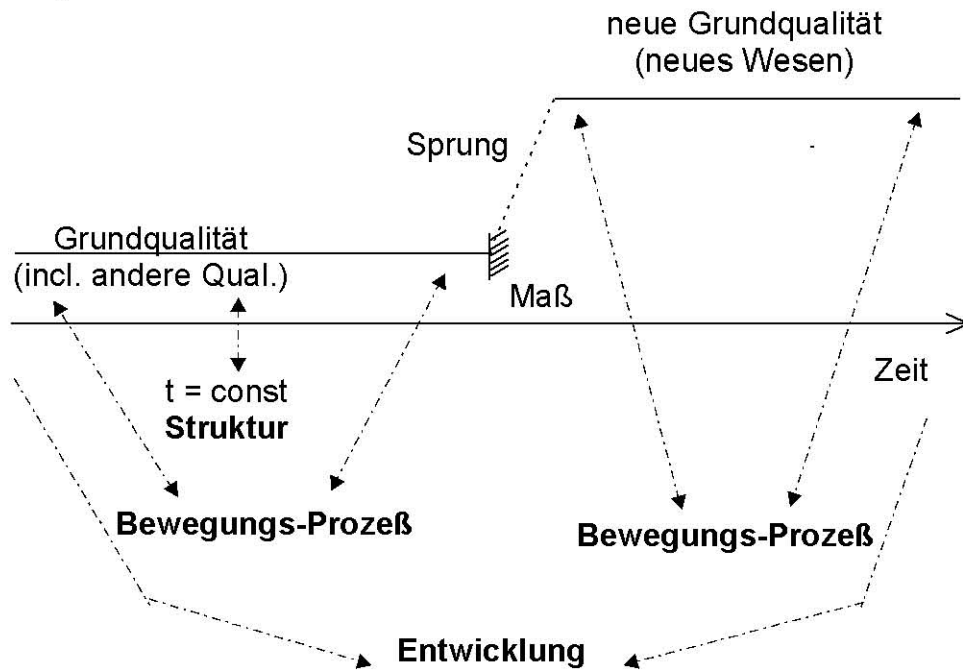 neue Grundqualität
(neues Wesen)
Sprung
Grundqualität
(incl. andere Qual.)
Maß
Zeit
t = const
Struktur
Bewegungs-Prozeß
Bewegungs-Prozeß
Entwicklung